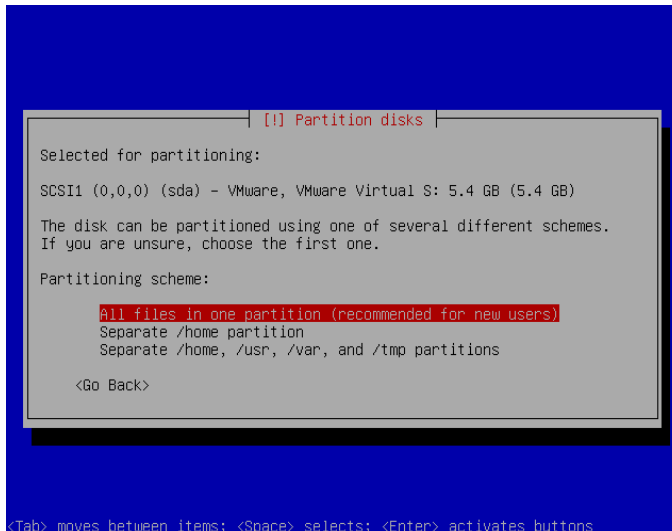 [!] Partition disks
Selected for partitioning:
SCSI1 (0,0,0) (sda) – VMware, VMware Virtual S: 5.4 GB (5.4 GB)
The disk can be partitioned using one of several different schemes.
If you are unsure, choose the first one.
Partitioning scheme:
All files in one partition (recommended for new users)
Separate /home partition
Separate /home, /usr, /var, and /tmp partitions
<Go Back>
<Tab> moves between items; <Space> selects; <Enter> activates buttons